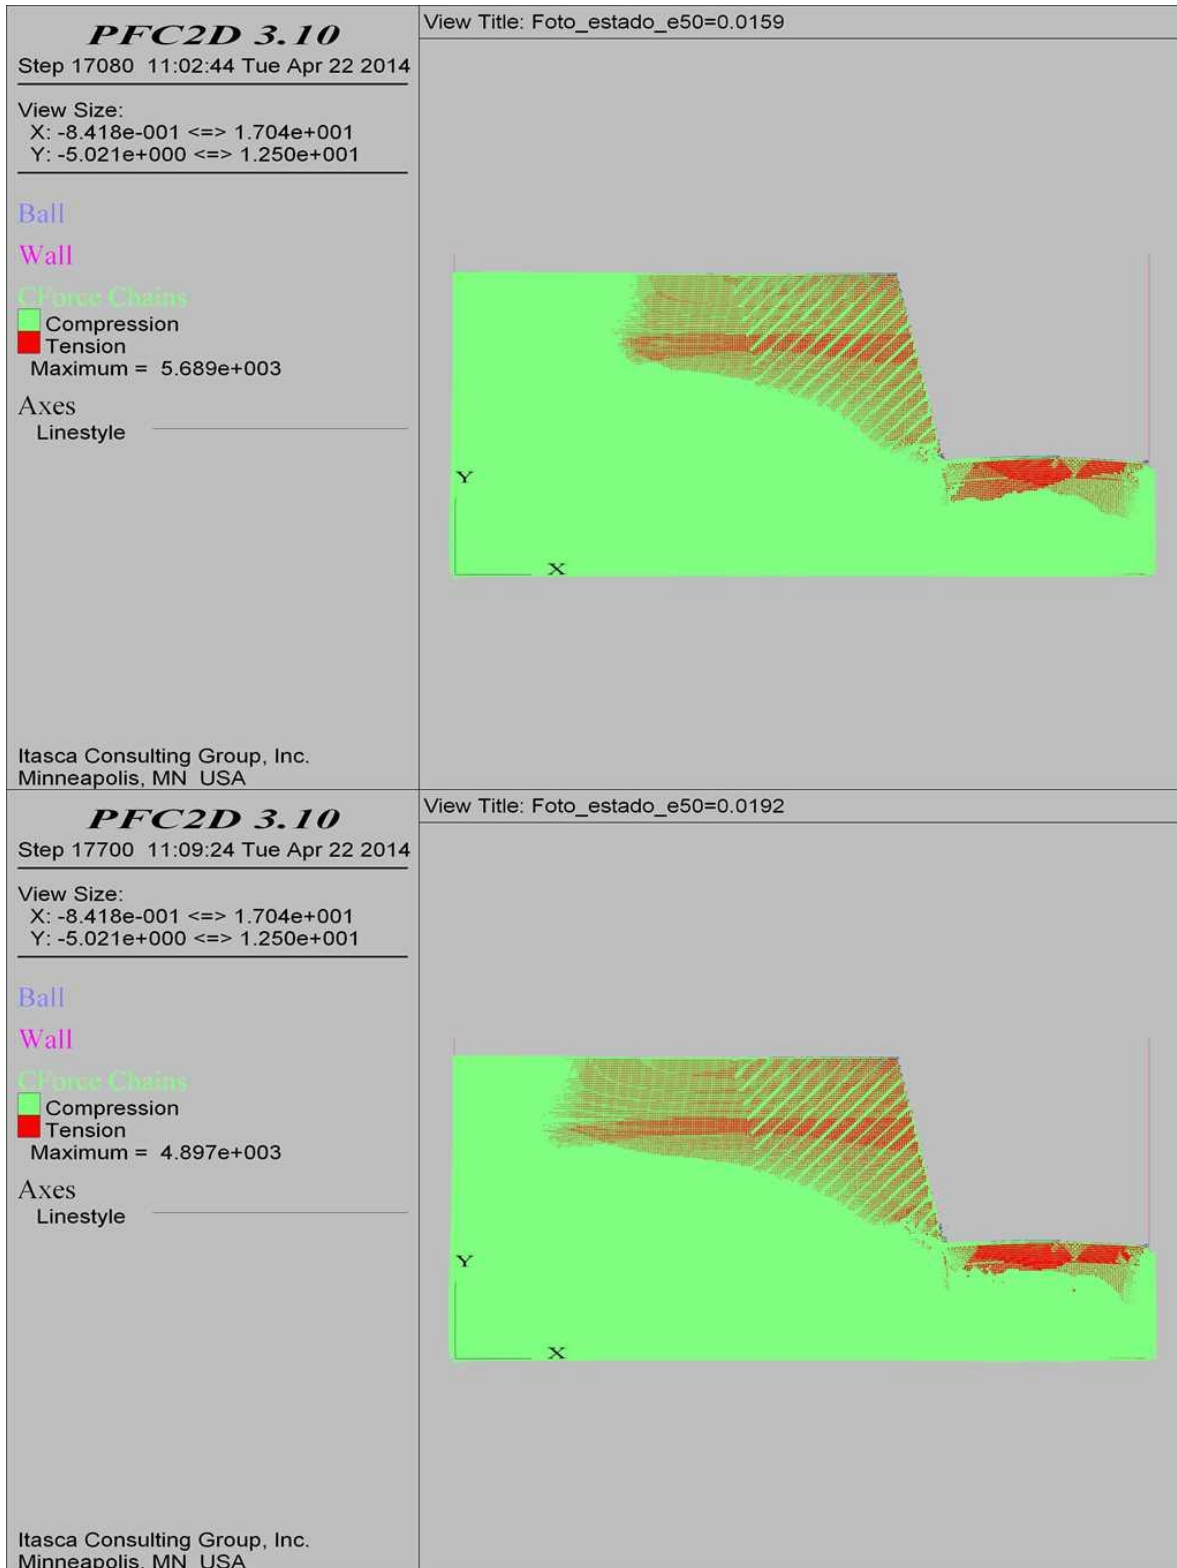 PFC2D 3.10
Step 17080 11:02:44 Tue Apr 22 2014
View Size:
X: -8.418e-001 <=> 1.704e+001
Y: -5.021e+000 <=> 1.250e+001
Ball
Wall
CForce Chains
Compression
Tension
Maximum = 5.689e+003
Axes
Linestyle
Itasca Consulting Group, Inc.
Minneapolis, MN USA
View Title: Foto_estado_e50=0.0159
Y
X
PFC2D 3.10
Step 17700 11:09:24 Tue Apr 22 2014
View Size:
X: -8.418e-001 <=> 1.704e+001
Y: -5.021e+000 <=> 1.250e+001
Ball
Wall
CForce Chains
Compression
Tension
Maximum = 4.897e+003
Axes
Linestyle
Itasca Consulting Group, Inc.
Minneapolis, MN USA
View Title: Foto_estado_e50=0.0192
Y
X